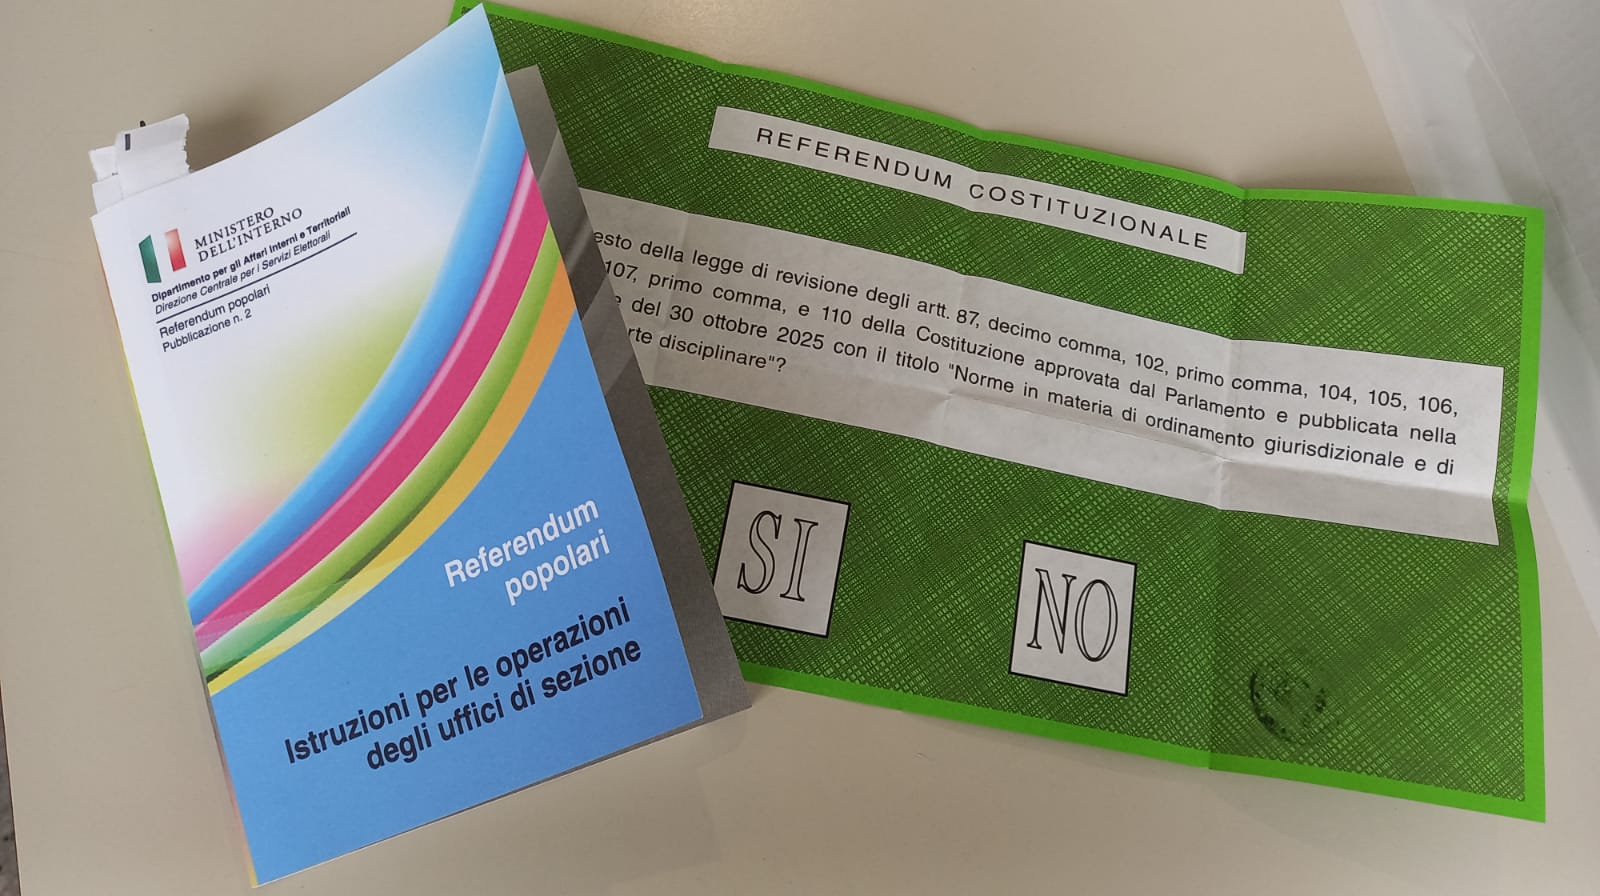 MINISTERO
DELL'INTERNO
Dipartimento per gli Affari Interni e Territoriali
Direzione Centrale per i Servizi Elettorali
Referendum popolari
Pubblicazione n. 2
Referendum
popolari
Istruzioni per le operazioni
degli uffici di sezione
REFERENDUM COSTITUZIONALE
esto della legge di revisione degli artt. 87, decimo comma, 102, primo comma, 104, 105, 106,
107, primo comma, e 110 della Costituzione approvata dal Parlamento e pubblicata nella
del 30 ottobre 2025 con il titolo "Norme in materia di ordinamento giurisdizionale e di
rte disciplinare"?
SI
NO